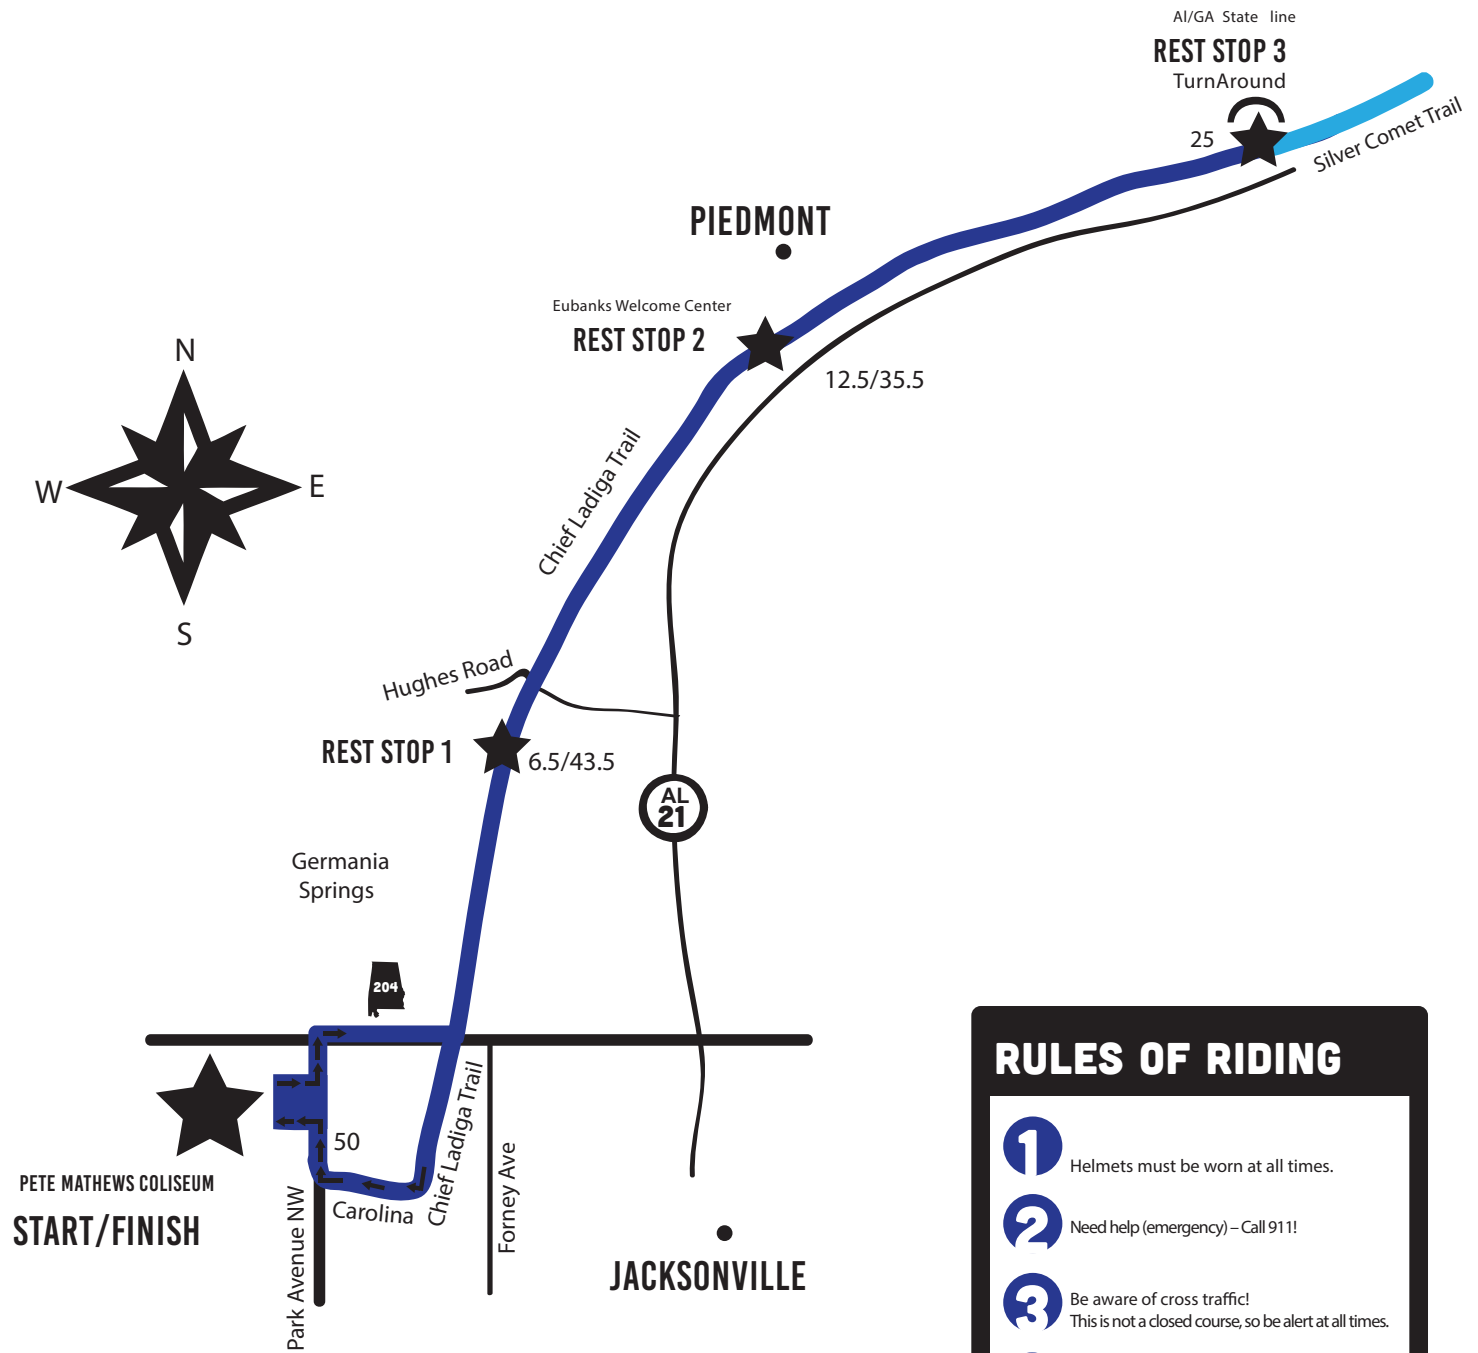 Al/GA State line
REST STOP 3
TurnAround
25
Silver Comet Trail
PIEDMONT
Eubanks Welcome Center
REST STOP 2
12.5/35.5
N
W
E
S
Chief Ladiga Trail
Hughes Road
REST STOP 1
6.5/43.5
AL
21
Germania
Springs
204
50
PETE MATHEWS COLISEUM
START/FINISH
Park Avenue NW
Carolina
Chief Ladiga Trail
Forney Ave
JACKSONVILLE
RULES OF RIDING
1
Helmets must be worn at all times.
2
Need help (emergency) – Call 911!
3
Be aware of cross traffic!
This is not a closed course, so be alert at all times.